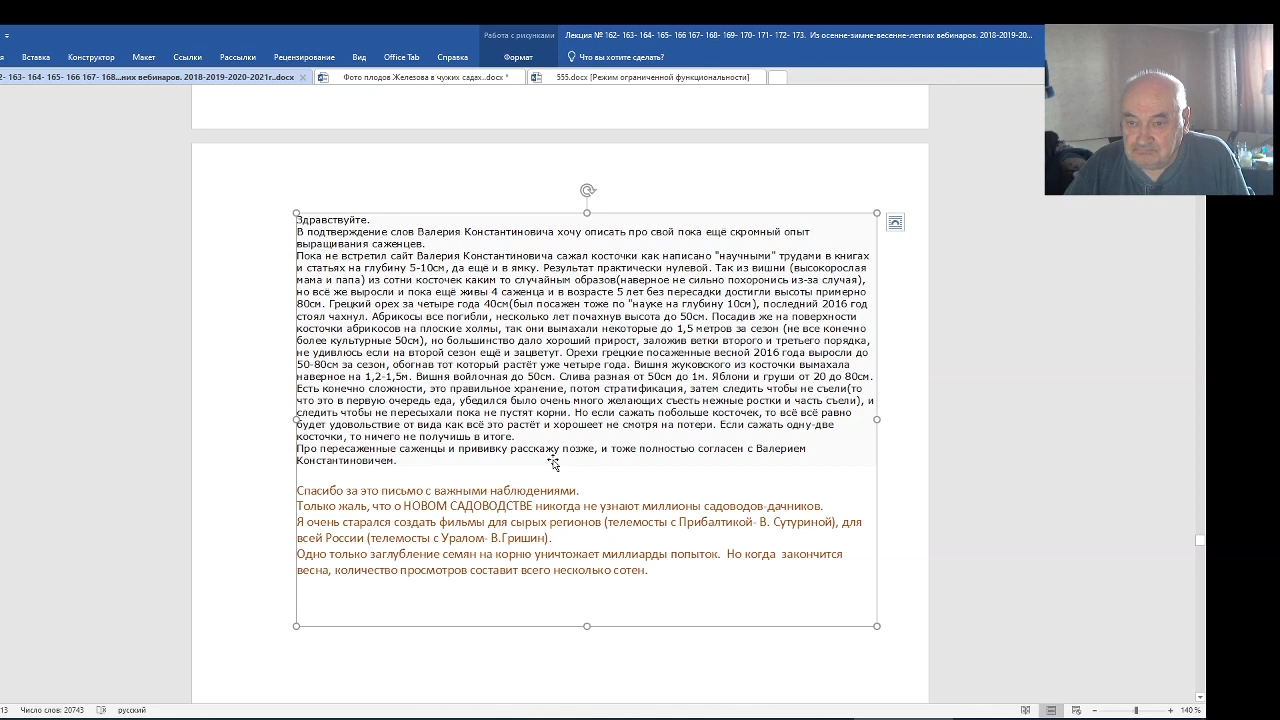 Работа с рисунками
Лекция № 162- 163- 164- 165- 166 167- 168- 169- 170- 171- 172- 173. Из осенне-зимне-весенне-летних вебинаров. 2018-2019-20...
Вставка Конструктор Макет Ссылки Рассылки Рецензирование Вид Office Tab Справка Формат Что вы хотите сделать?
2- 163- 164- 165- 166 167- 168...них вебинаров. 2018-2019-2020-2021г..docx Фото плодов Железова в чужих садах..docx * 555.docx [Режим ограниченной функциональности]
Здравствуйте.
В подтверждение слов Валерия Константиновича хочу описать про свой пока ещё скромный опыт
выращивания саженцев.
Пока не встретил сайт Валерия Константиновича сажал косточки как написано "научными" трудами в книгах
и статьях на глубину 5-10см, да ещё и в ямку. Результат практически нулевой. Так из вишни (высокорослая
мама и папа) из сотни косточек каким то случайным образов(наверное не сильно похоронись из-за случая),
но всё же выросли и пока ещё живы 4 саженца и в возрасте 5 лет без пересадки достигли высоты примерно
80см. Грецкий орех за четыре года 40см(был посажен тоже по "науке на глубину 10см), последний 2016 год
стоял чахнул. Абрикосы все погибли, несколько лет почахнув высота до 50см. Посадив же на поверхности
косточки абрикосов на плоские холмы, так они вымахали некоторые до 1,5 метров за сезон (не все конечно
более культурные 50см), но большинство дало хороший прирост, заложив ветки второго и третьего порядка,
не удивлюсь если на второй сезон ещё и зацветут. Орехи грецкие посаженные весной 2016 года выросли до
50-80см за сезон, обогнав тот который растёт уже четыре года. Вишня жуковского из косточки вымахала
наверное на 1,2-1,5м. Вишня войлочная до 50см. Слива разная от 50см до 1м. Яблони и груши от 20 до 80см.
Есть конечно сложности, это правильное хранение, потом стратификация, затем следить чтобы не съели(то
что это в первую очередь еда, убедился было очень много желающих съесть нежные ростки и часть съели), и
следить чтобы не пересыхали пока не пустят корни. Но если сажать побольше косточек, то всё всё равно
будет удовольствие от вида как всё это растёт и хорошеет не смотря на потери. Если сажать одну-две
косточки, то ничего не получишь в итоге.
Про пересаженные саженцы и прививку расскажу позже, и тоже полностью согласен с Валерием
Константиновичем.
Спасибо за это письмо с важными наблюдениями.
Только жаль, что о НОВОМ САДОВОДСТВЕ никогда не узнают миллионы садоводов-дачников.
Я очень старался создать фильмы для сырых регионов (телемосты с Прибалтикой- В. Сутуриной), для
всей России (телемосты с Уралом- В.Гришин).
Одно только заглубление семян на корню уничтожает миллиарды попыток. Но когда закончится
весна, количество просмотров составит всего несколько сотен.
13 Число слов: 20743 русский 140 %